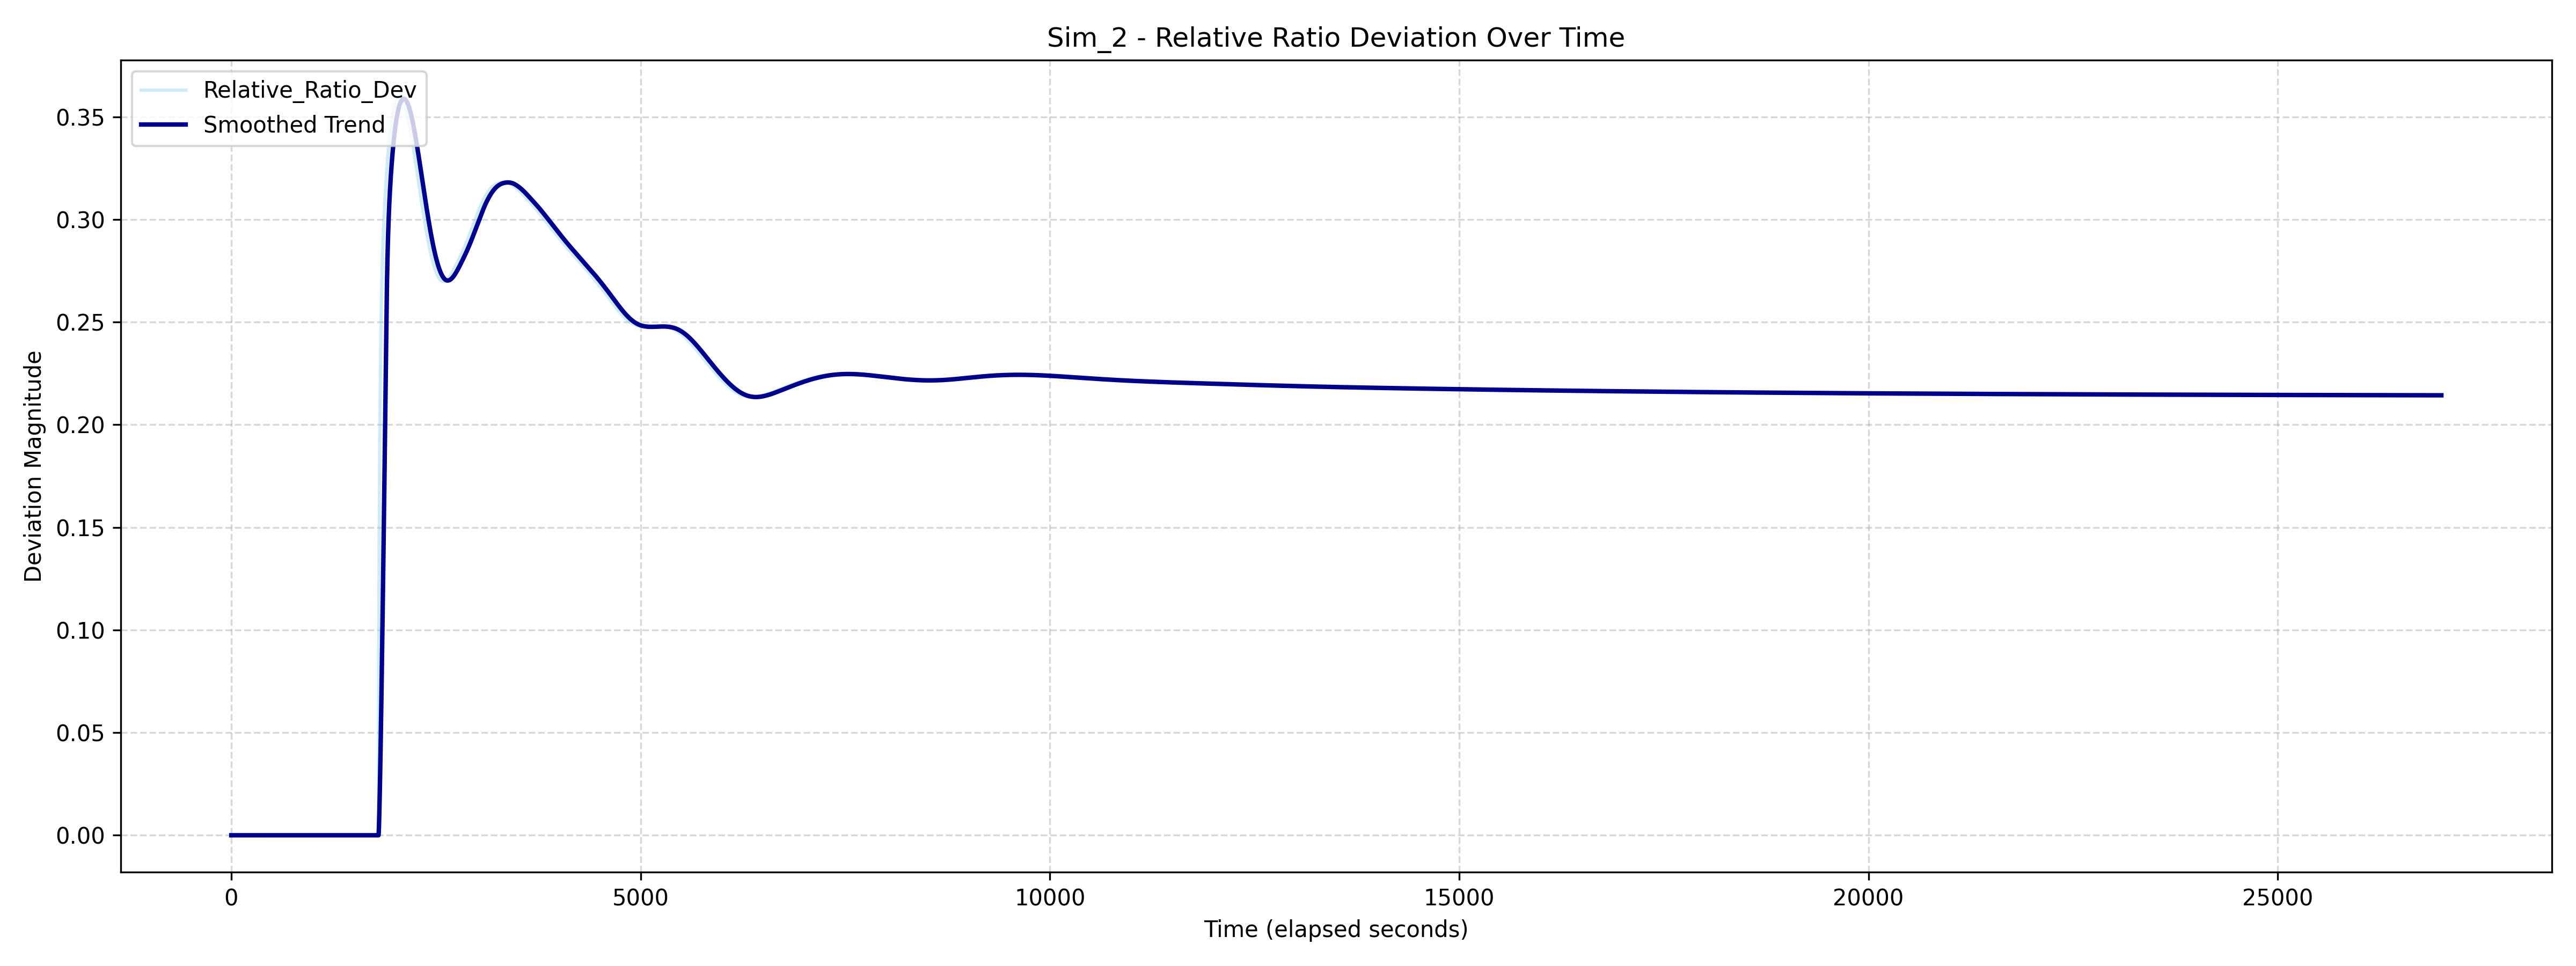 Sim_2 - Relative Ratio Deviation Over Time
Relative_Ratio_Dev
Smoothed Trend
Deviation Magnitude
0.35
0.30
0.25
0.20
0.15
0.10
0.05
0.00
0 5000 10000 15000 20000 25000
Time (elapsed seconds)